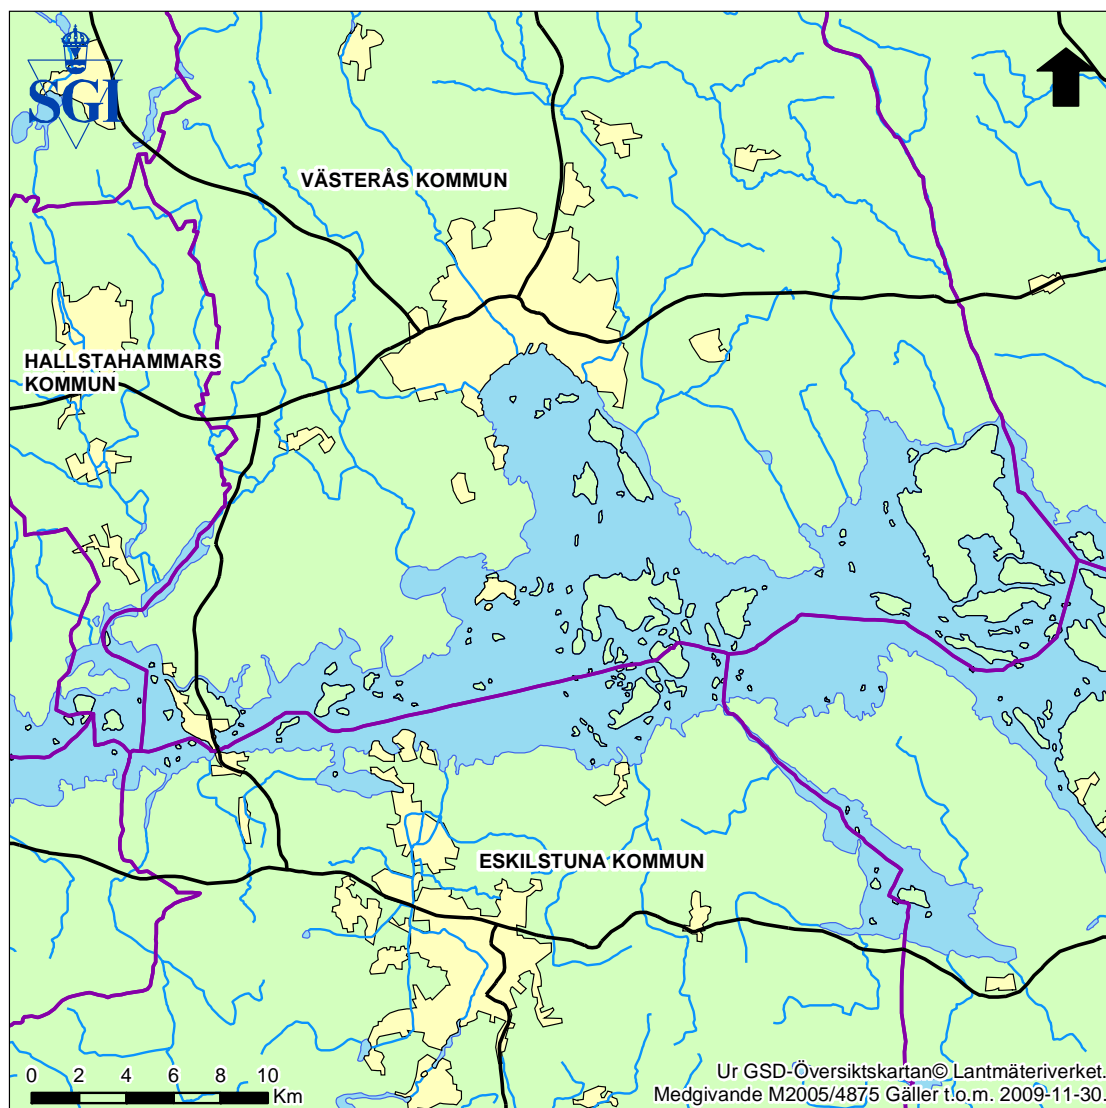 SGI
VÄSTERÅS KOMMUN
HALLSTAHAMMARS
KOMMUN
ESKILSTUNA KOMMUN
0 2 4 6 8 10
Km
Ur GSD-Översiktskartan© Lantmäteriverket.
Medgivande M2005/4875 Gäller t.o.m. 2009-11-30.